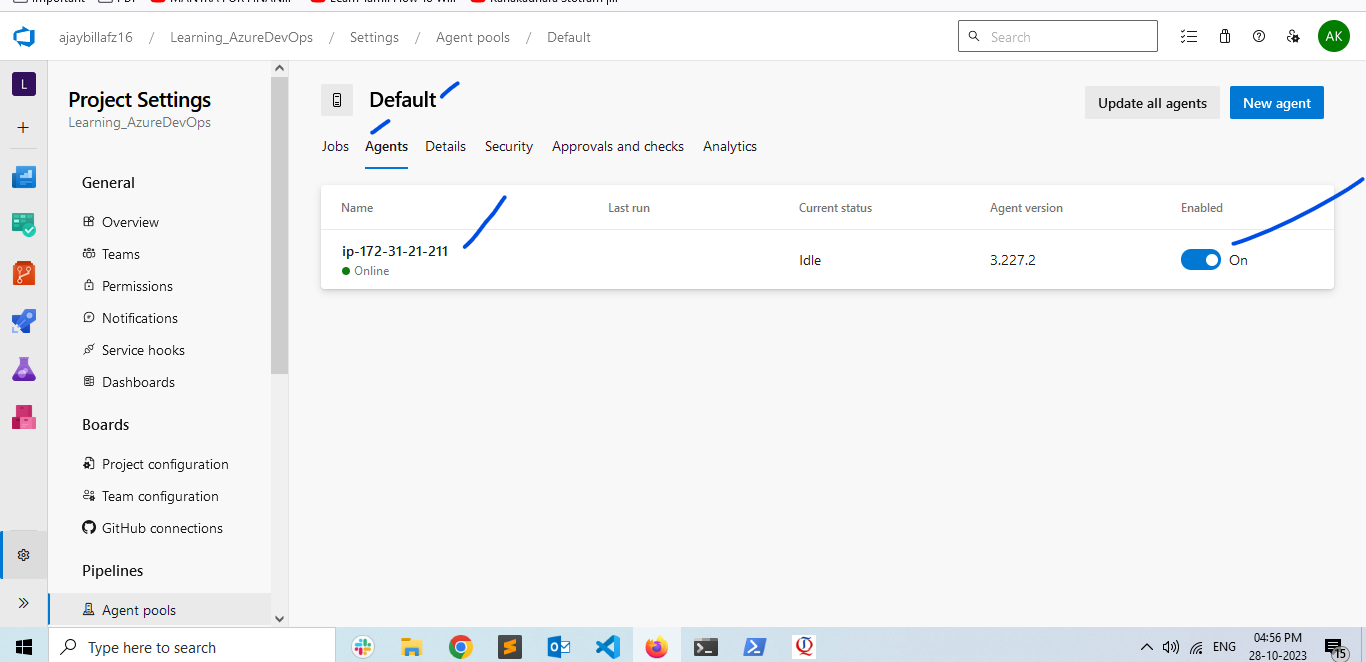 ajaybillafz16 / Learning_AzureDevOps / Settings / Agent pools / Default
Search
AK
L
Project Settings
Learning_AzureDevOps
General
Overview
Teams
Permissions
Notifications
Service hooks
Dashboards
Boards
Project configuration
Team configuration
GitHub connections
Pipelines
Agent pools
Default
Update all agents
New agent
Jobs Agents Details Security Approvals and checks Analytics
Name Last run Current status Agent version Enabled
ip-172-31-21-211 Idle 3.227.2 On
Online
Type here to search
ENG
04:56 PM
28-10-2023
15